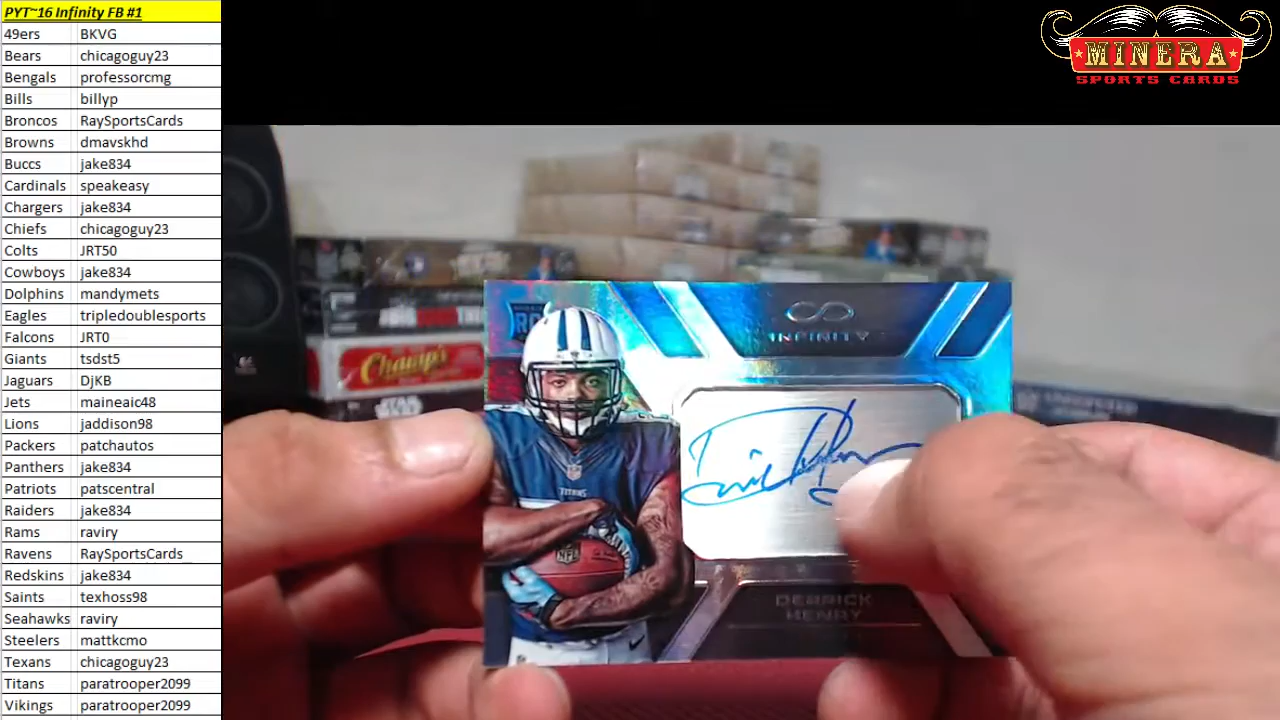 PYT~16 Infinity FB #1
49ers BKVG
Bears chicagoguy23
Bengals professorcmg
Bills billyp
Broncos RaySportsCards
Browns dmavskhd
Buccs jake834
Cardinals speakeasy
Chargers jake834
Chiefs chicagoguy23
Colts JRT50
Cowboys jake834
Dolphins mandymets
Eagles tripledoublesports
Falcons JRT0
Giants tsdst5
Jaguars DjKB
Jets maineaic48
Lions jaddison98
Packers patchautos
Panthers jake834
Patriots patscentral
Raiders jake834
Rams raviry
Ravens RaySportsCards
Redskins jake834
Saints texhoss98
Seahawks raviry
Steelers mattkcmo
Texans chicagoguy23
Titans paratrooper2099
Vikings paratrooper2099
MINERA
SPORTS CARDS
INFINITY
Champ's
STAR WARS
TITANS
NFL
DERRICK
HENRY